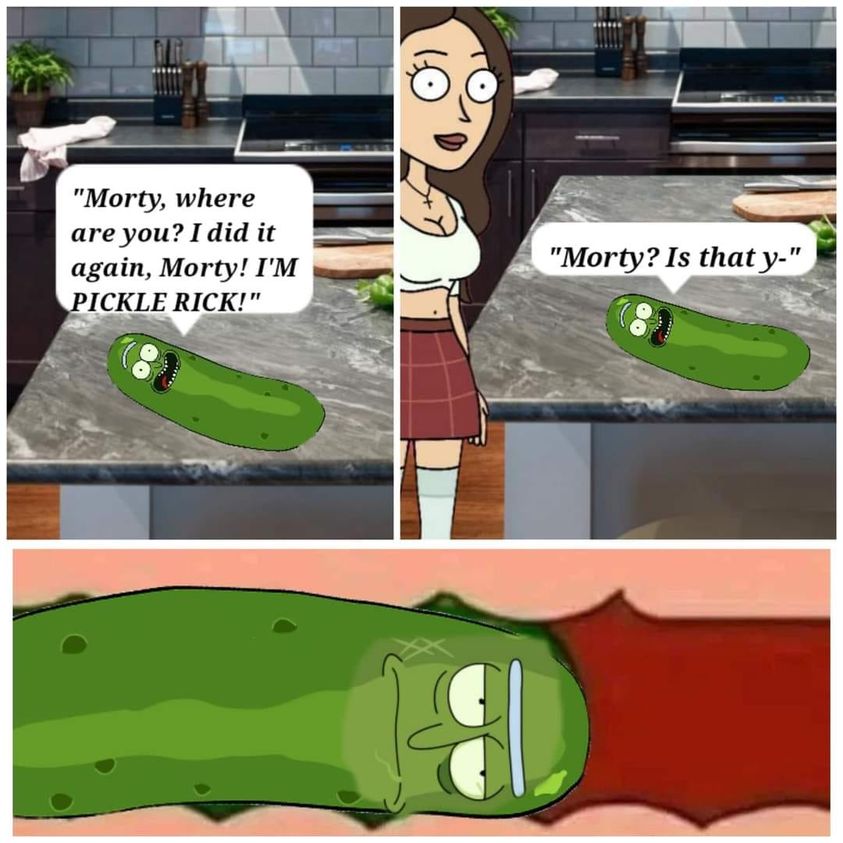 "Morty, where
are you? I did it
again, Morty! I'M
PICKLE RICK!"
"Morty? Is that y-"